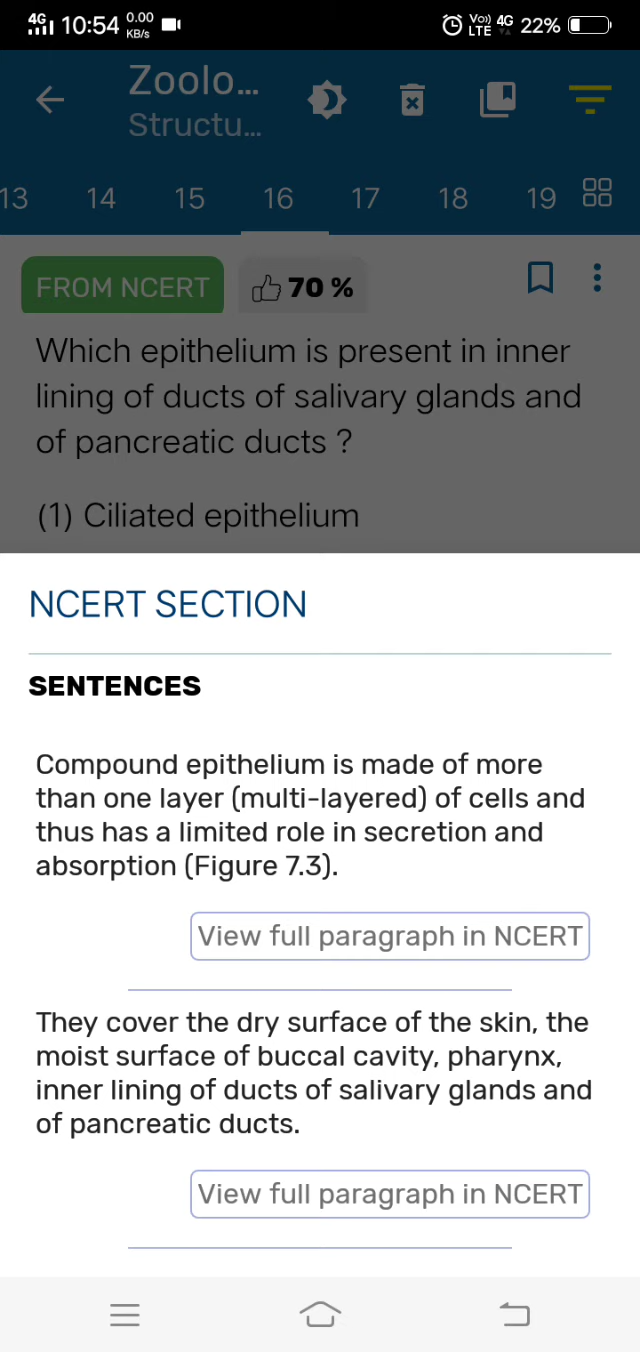 4G 10:54 0.00 KB/s Vo)) LTE 4G 22%
Zoolo...
Structu...
13 14 15 16 17 18 19
FROM NCERT 70 %
Which epithelium is present in inner
lining of ducts of salivary glands and
of pancreatic ducts ?
(1) Ciliated epithelium
NCERT SECTION
SENTENCES
Compound epithelium is made of more
than one layer (multi-layered) of cells and
thus has a limited role in secretion and
absorption (Figure 7.3).
View full paragraph in NCERT
They cover the dry surface of the skin, the
moist surface of buccal cavity, pharynx,
inner lining of ducts of salivary glands and
of pancreatic ducts.
View full paragraph in NCERT